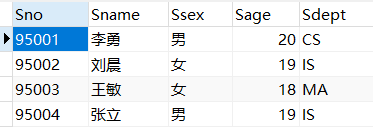 Sno Sname Ssex Sage Sdept
95001 李勇 男 20 CS
95002 刘晨 女 19 IS
95003 王敏 女 18 MA
95004 张立 男 19 IS